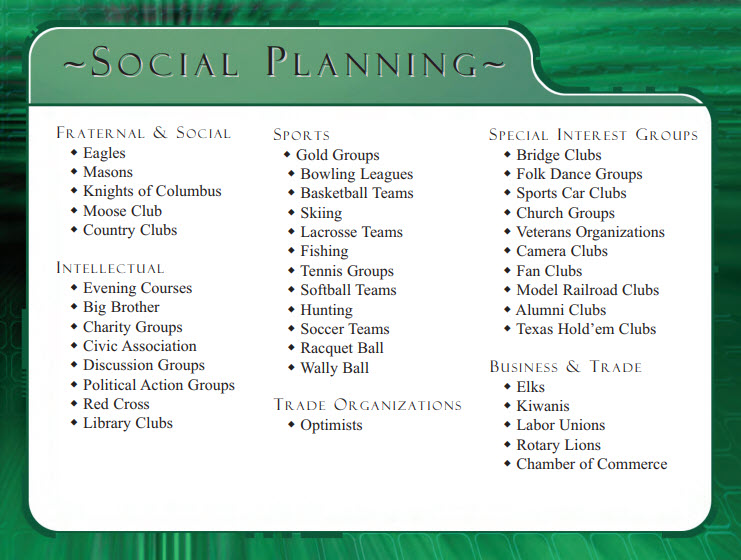 ~Social Planning~
Fraternal & Social
◆ Eagles
◆ Masons
◆ Knights of Columbus
◆ Moose Club
◆ Country Clubs
Intellectual
◆ Evening Courses
◆ Big Brother
◆ Charity Groups
◆ Civic Association
◆ Discussion Groups
◆ Political Action Groups
◆ Red Cross
◆ Library Clubs
Sports
◆ Gold Groups
◆ Bowling Leagues
◆ Basketball Teams
◆ Skiing
◆ Lacrosse Teams
◆ Fishing
◆ Tennis Groups
◆ Softball Teams
◆ Hunting
◆ Soccer Teams
◆ Racquet Ball
◆ Wally Ball
Trade Organizations
◆ Optimists
Special Interest Groups
◆ Bridge Clubs
◆ Folk Dance Groups
◆ Sports Car Clubs
◆ Church Groups
◆ Veterans Organizations
◆ Camera Clubs
◆ Fan Clubs
◆ Model Railroad Clubs
◆ Alumni Clubs
◆ Texas Hold’em Clubs
Business & Trade
◆ Elks
◆ Kiwanis
◆ Labor Unions
◆ Rotary Lions
◆ Chamber of Commerce